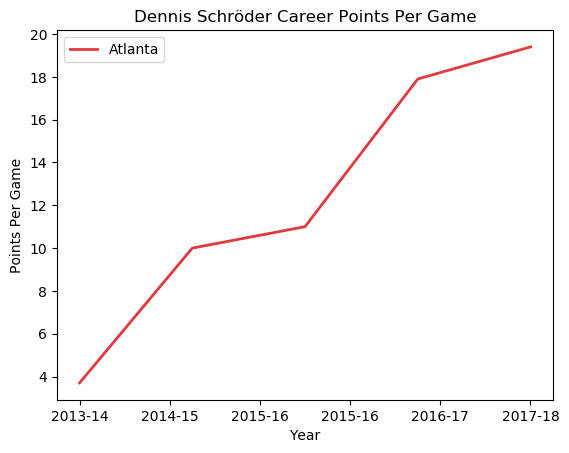 Dennis Schröder Career Points Per Game
Atlanta
Points Per Game
20
18
16
14
12
10
8
6
4
2013-14 2014-15 2015-16 2015-16 2016-17 2017-18
Year